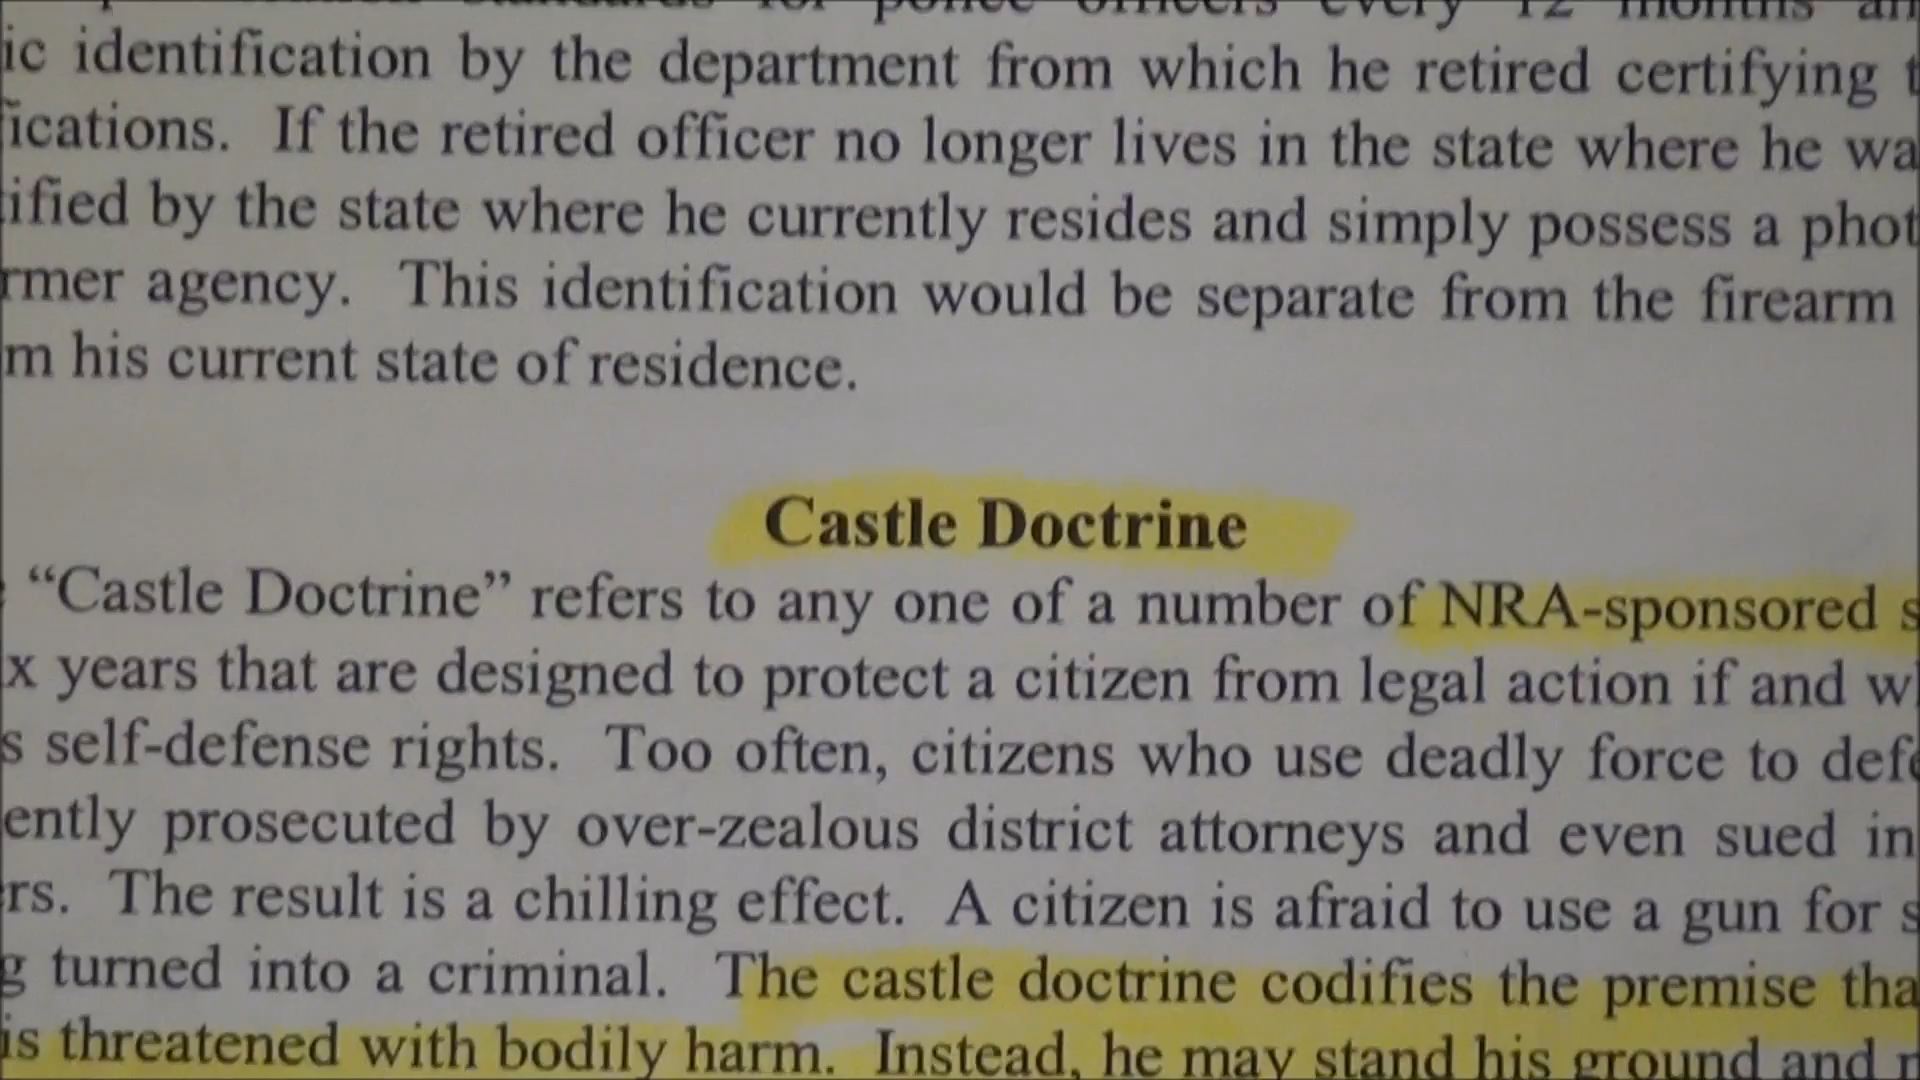 for police officers every 12 months
ic identification by the department from which he retired certifying
ications. If the retired officer no longer lives in the state where he wa
ified by the state where he currently resides and simply possess a phot
rmer agency. This identification would be separate from the firearm
m his current state of residence.
Castle Doctrine
“Castle Doctrine” refers to any one of a number of NRA-sponsored s
x years that are designed to protect a citizen from legal action if and w
s self-defense rights. Too often, citizens who use deadly force to defe
ently prosecuted by over-zealous district attorneys and even sued in
rs. The result is a chilling effect. A citizen is afraid to use a gun for s
g turned into a criminal. The castle doctrine codifies the premise tha
is threatened with bodily harm. Instead, he may stand his ground and